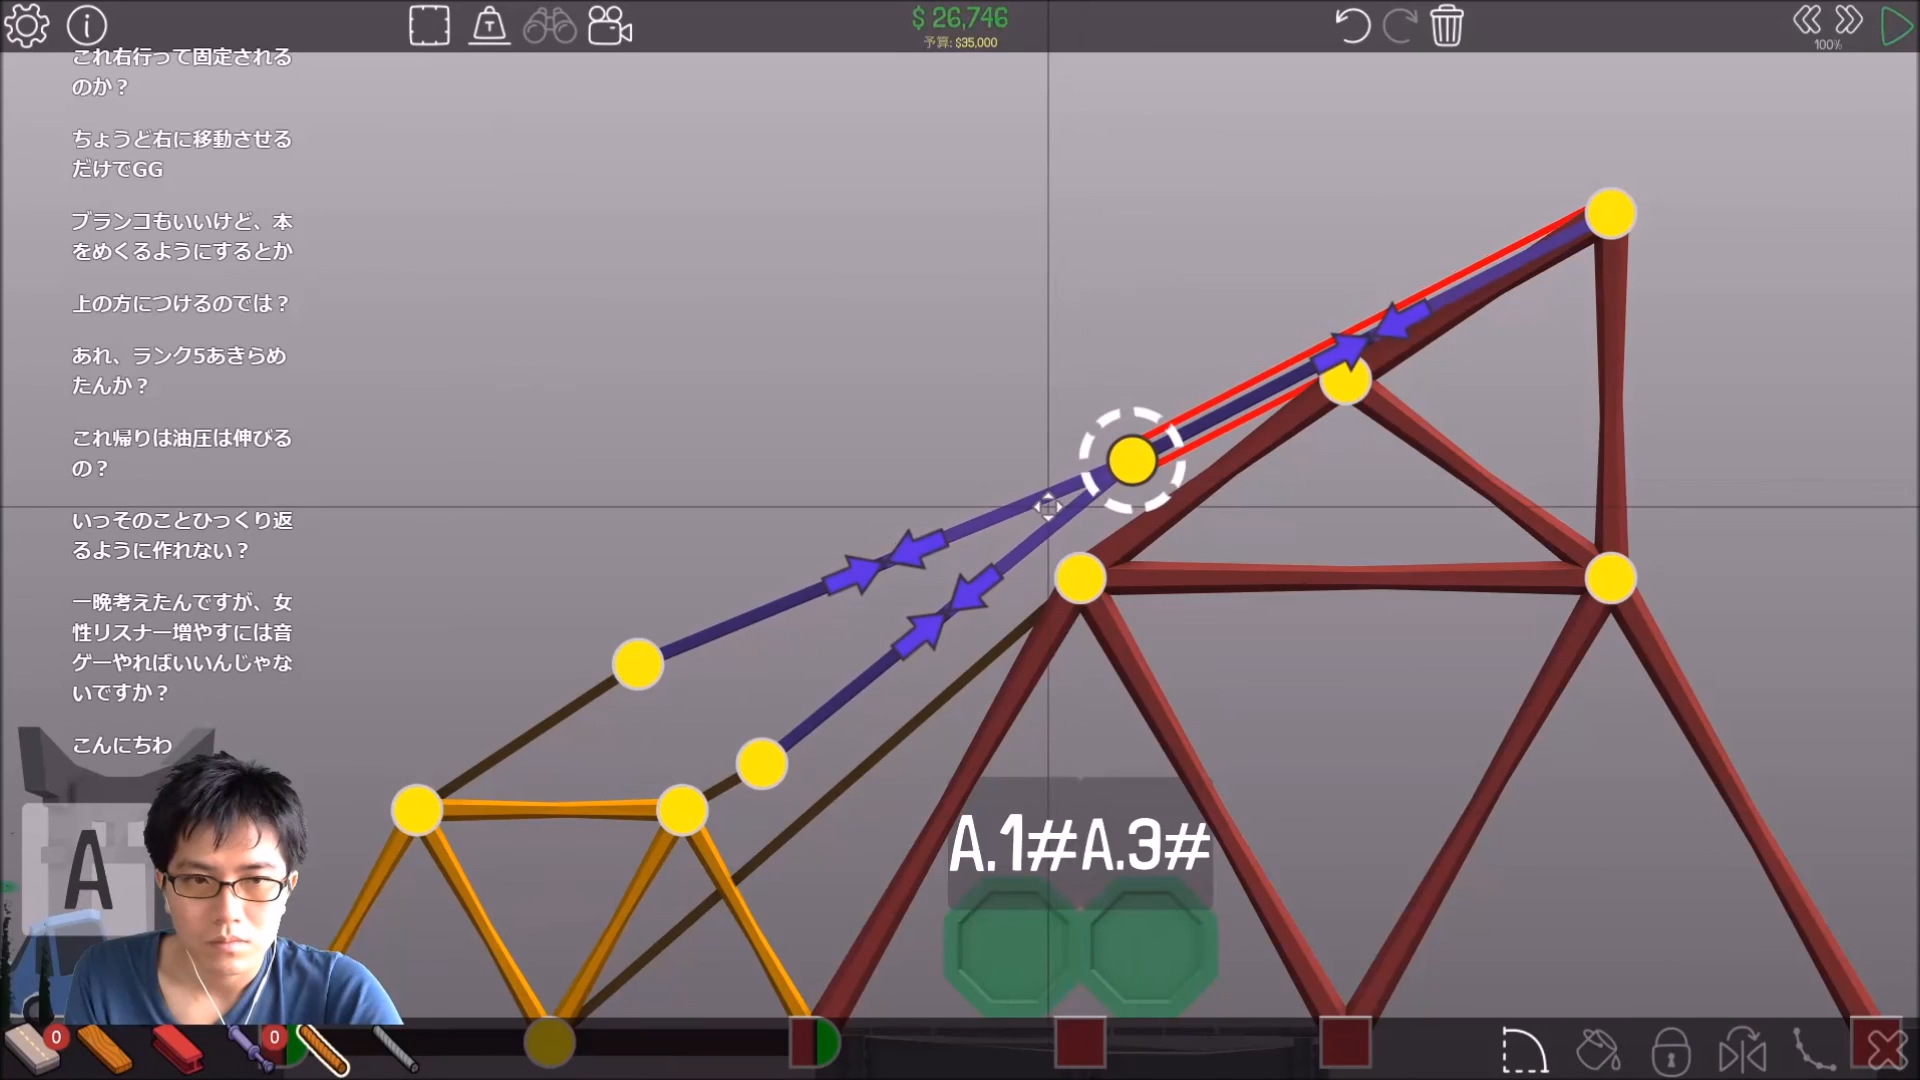 $ 26,746
予算: $35,000
100%
これ右行って固定される
のか？
ちょうど右に移動させる
だけでGG
ブランコもいいけど、本
をめくるようにするとか
上の方につけるのでは？
あれ、ランク5あきらめ
たんか？
これ帰りは油圧は伸びる
の？
いっそのことひっくり返
るように作れない？
一晩考えたんですが、女
性リスナー増やすには音
ゲーやればいいんじゃな
いですか？
こんにちわ
A
A.1#A.3#
0
0